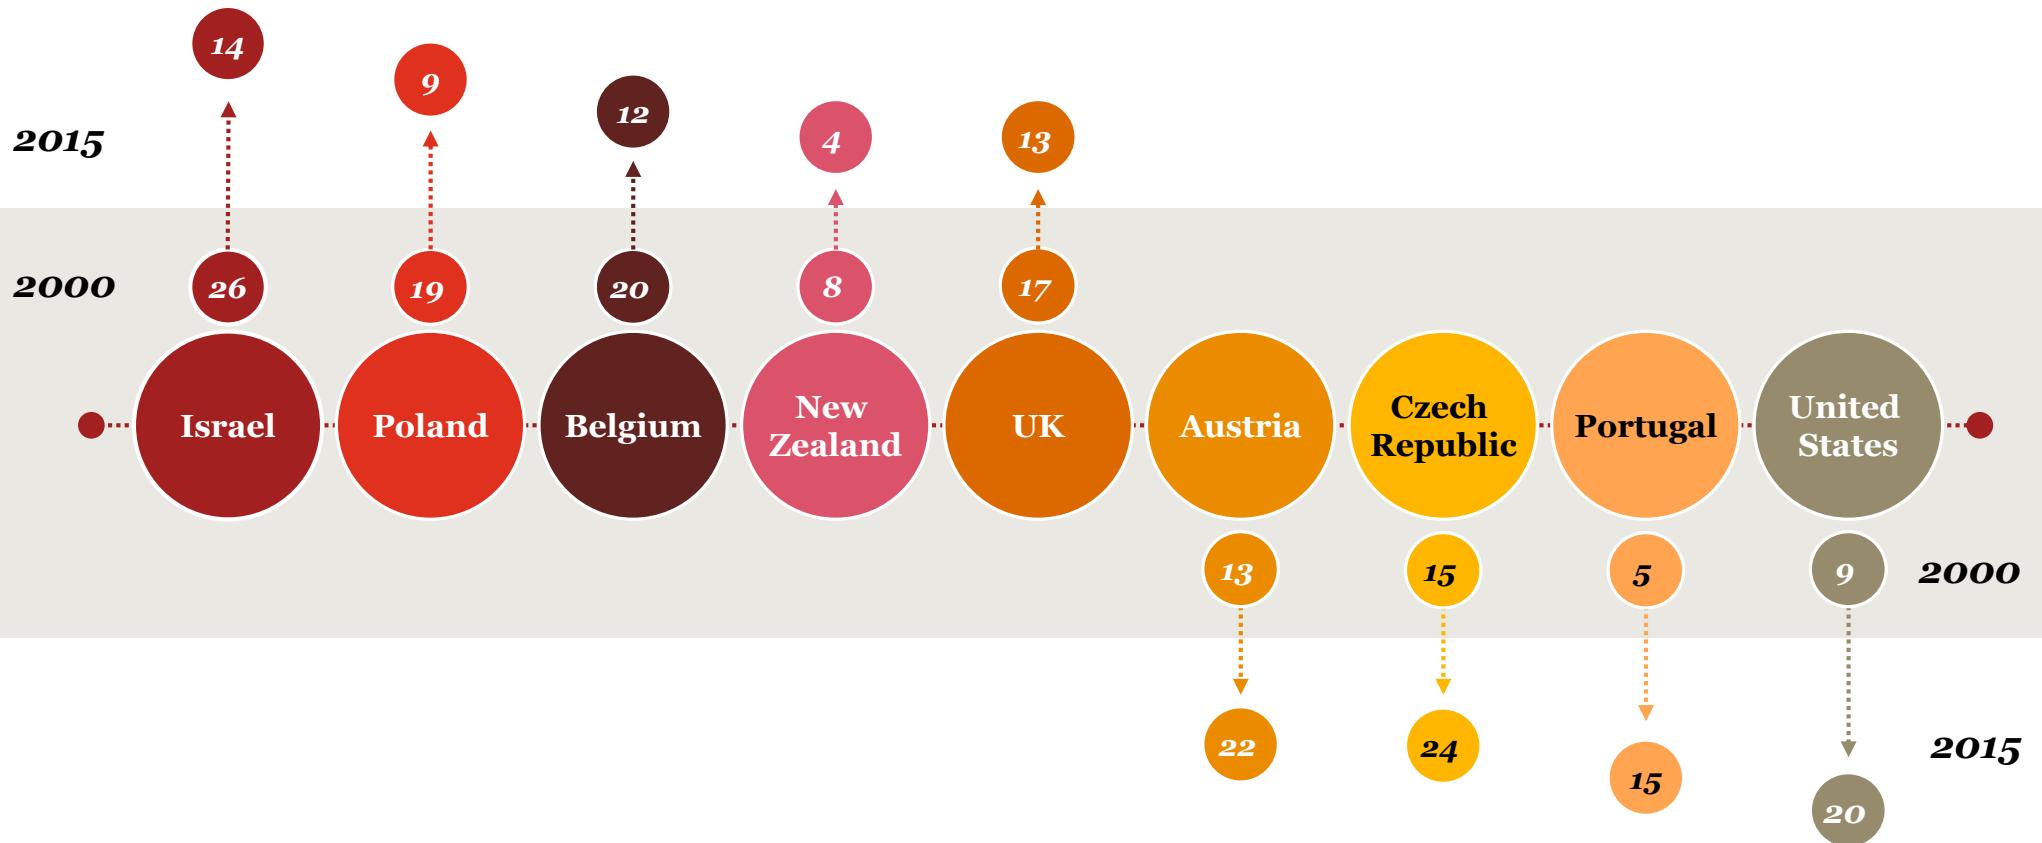 14
9
12
4
13
2015
2000
26
19
20
8
17
Israel
Poland
Belgium
New
Zealand
UK
Austria
Czech
Republic
Portugal
United
States
13
15
5
9
2000
22
24
15
20
2015